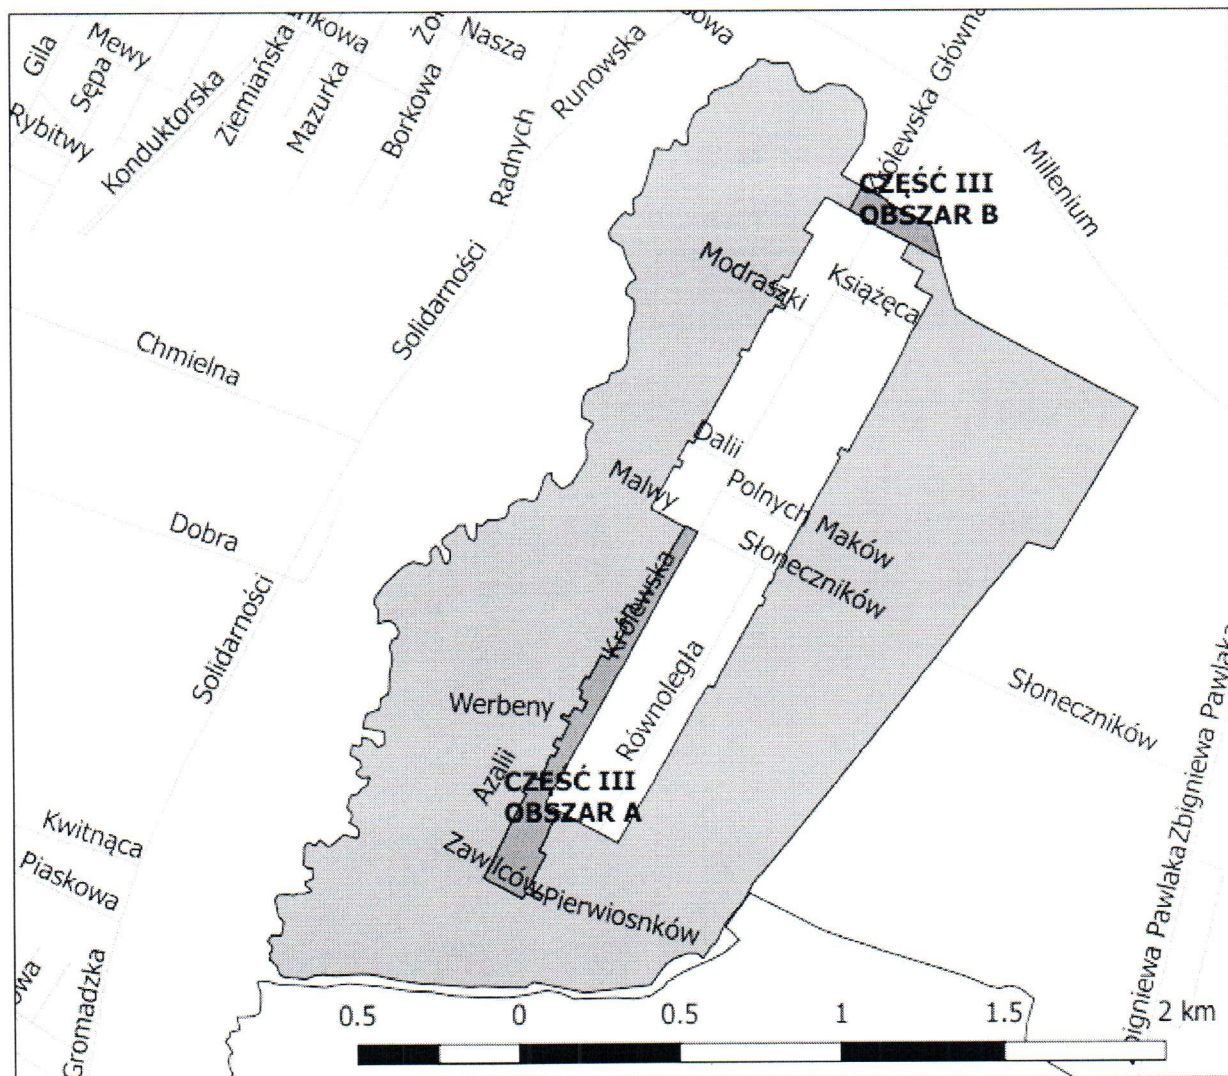 Gila
Mewy
Sępa
Rybitwy
Konduktorska
Ziemiańska
Mazurka
Borkowa
Nasza
Radnych
Runowska
Królewska Główna
Millenium
CZĘŚĆ III
OBSZAR B
Modraszki
Książęca
Solidarności
Chmielna
Dalii
Malwy
Polnych Maków
Słoneczników
Dobra
Królewska
Solidarności
Równoległa
Werbeny
Azalii
Słoneczników
Zbigniewa Pawlaka
CZĘŚĆ III
OBSZAR A
Kwitnąca
Piaskowa
Zawilców
Pierwiosnków
Zbigniewa Pawlaka
Gromadzka
0.5 0 0.5 1 1.5 2 km